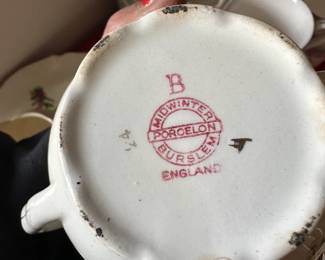 B
MIDWINTER
PORCELON
BURSLEM
ENGLAND